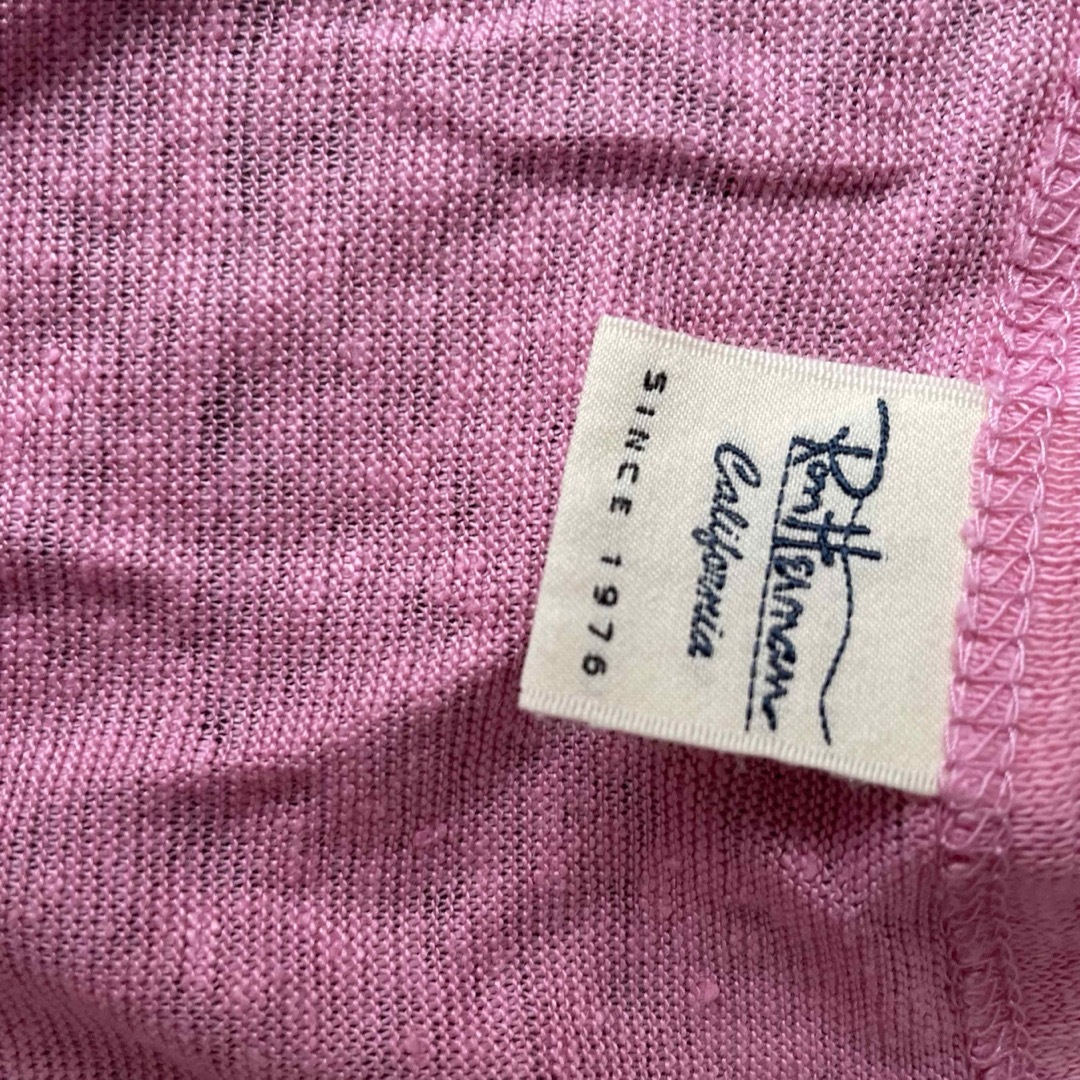 Ron Herman
California
SINCE 1976